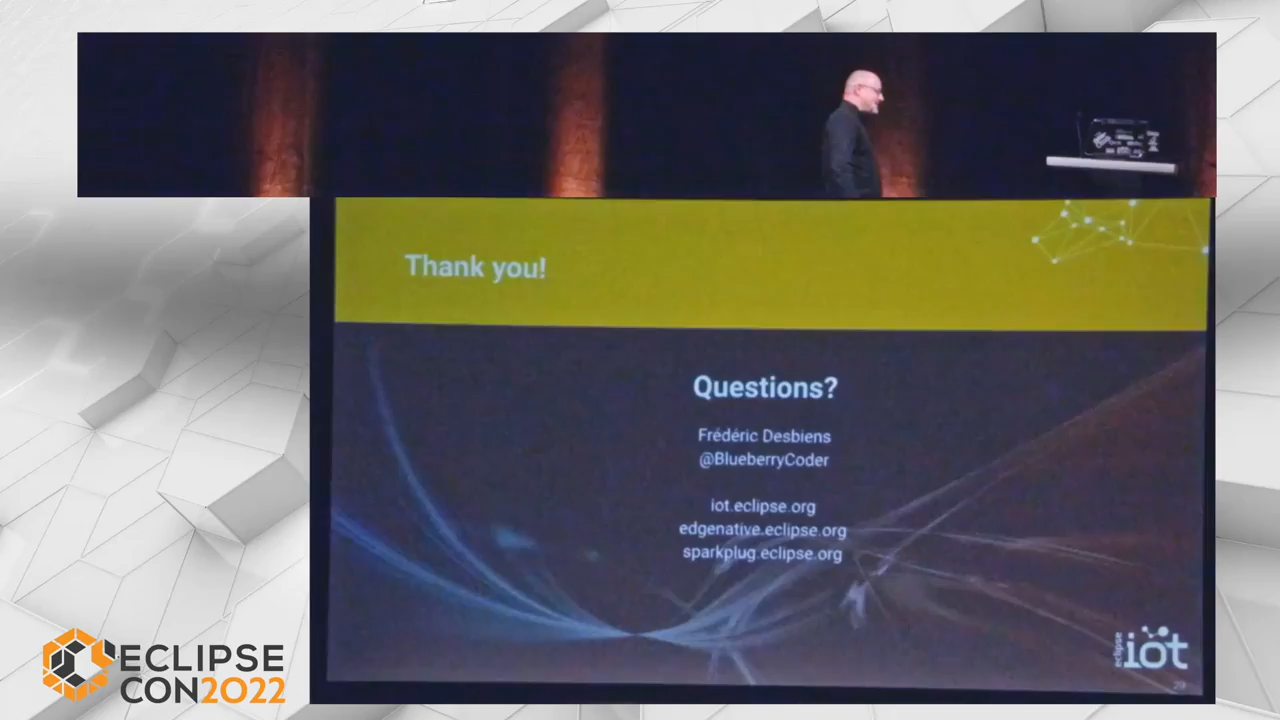 Thank you!
Questions?
Frédéric Desbiens
@BlueberryCoder
iot.eclipse.org
edgenative.eclipse.org
sparkplug.eclipse.org
eclipse
iot
29
ECLIPSE
CON2022